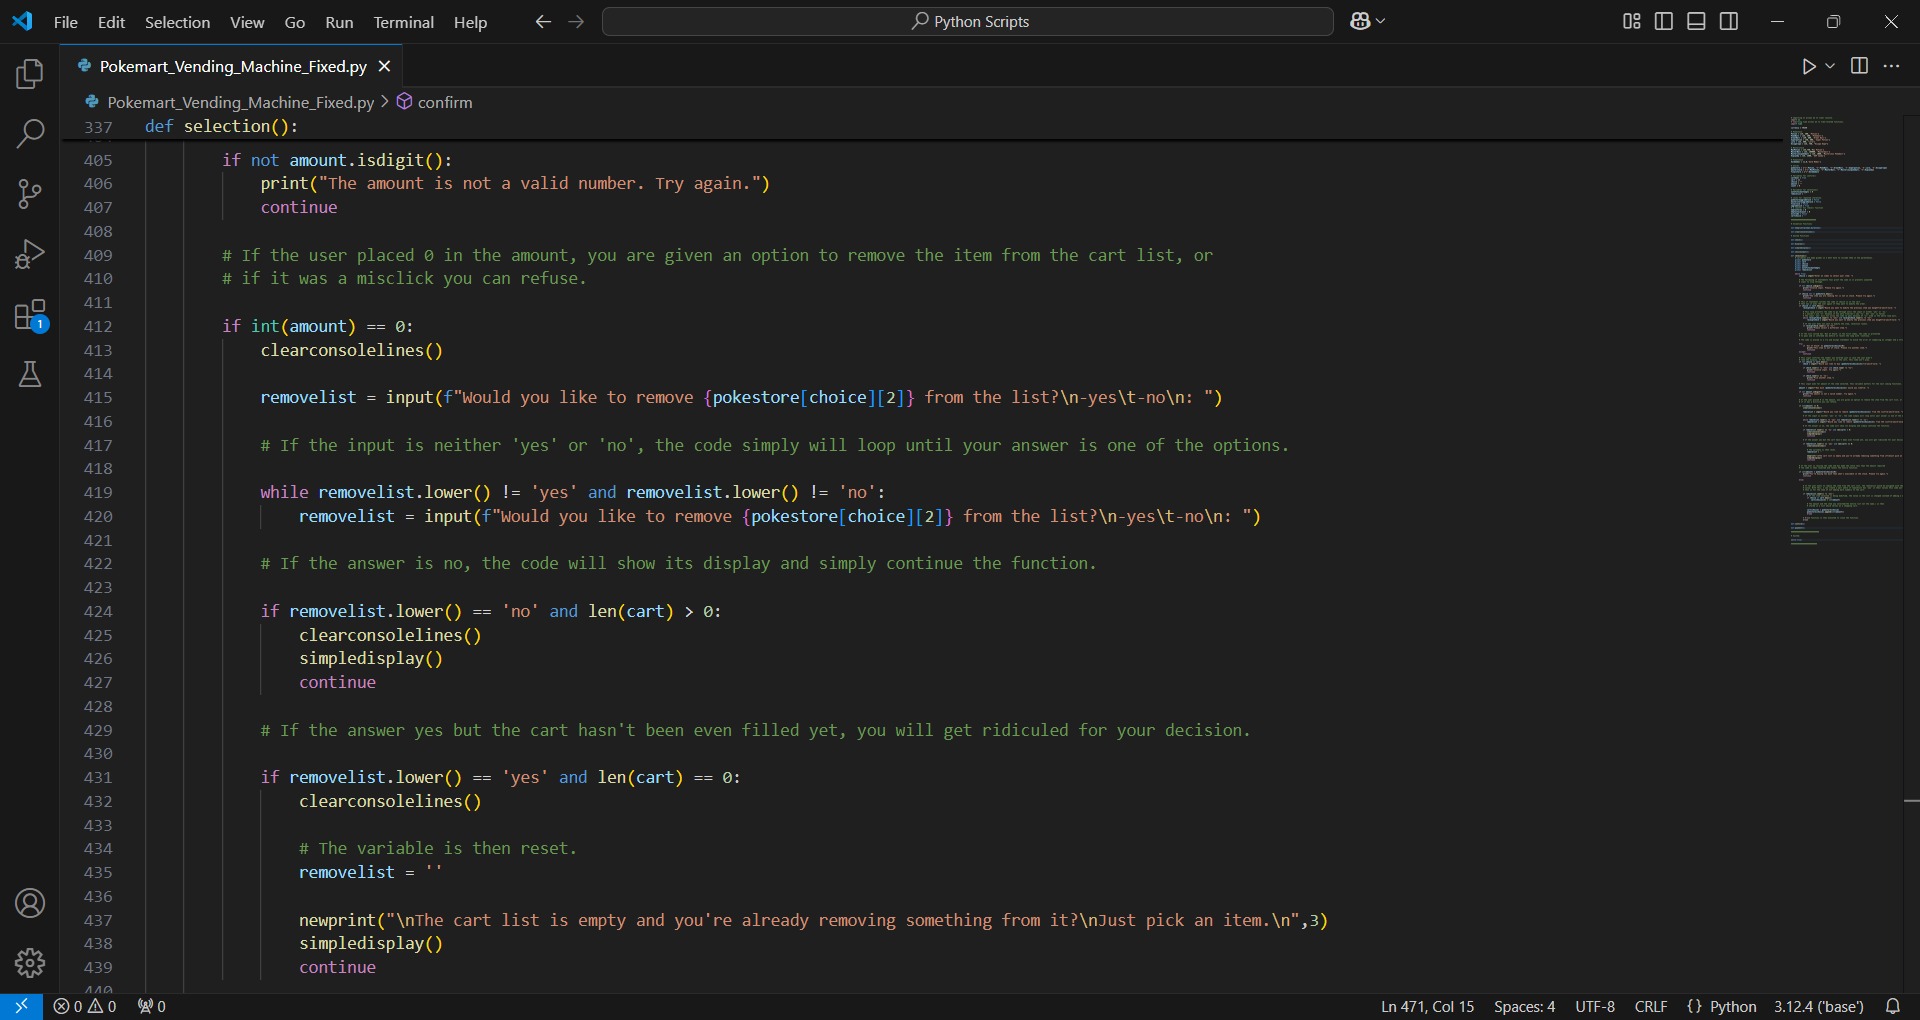 File Edit Selection View Go Run Terminal Help
Python Scripts
Pokemart_Vending_Machine_Fixed.py
Pokemart_Vending_Machine_Fixed.py > confirm
337 def selection():
405 if not amount.isdigit():
406 print("The amount is not a valid number. Try again.")
407 continue
408
409 # If the user placed 0 in the amount, you are given an option to remove the item from the cart list, or
410 # if it was a misclick you can refuse.
411
412 if int(amount) == 0:
413 clearconsolelines()
414
415 removelist = input(f"Would you like to remove {pokestore[choice][2]} from the list?\n-yes\t-no\n: ")
416
417 # If the input is neither 'yes' or 'no', the code simply will loop until your answer is one of the options.
418
419 while removelist.lower() != 'yes' and removelist.lower() != 'no':
420 removelist = input(f"Would you like to remove {pokestore[choice][2]} from the list?\n-yes\t-no\n: ")
421
422 # If the answer is no, the code will show its display and simply continue the function.
423
424 if removelist.lower() == 'no' and len(cart) > 0:
425 clearconsolelines()
426 simpledisplay()
427 continue
428
429 # If the answer yes but the cart hasn't been even filled yet, you will get ridiculed for your decision.
430
431 if removelist.lower() == 'yes' and len(cart) == 0:
432 clearconsolelines()
433
434 # The variable is then reset.
435 removelist = ''
436
437 newprint("\nThe cart list is empty and you're already removing something from it?\nJust pick an item.\n",3)
438 simpledisplay()
439 continue
440
1
0 0 0
Ln 471, Col 15 Spaces: 4 UTF-8 CRLF {} Python 3.12.4 ('base')